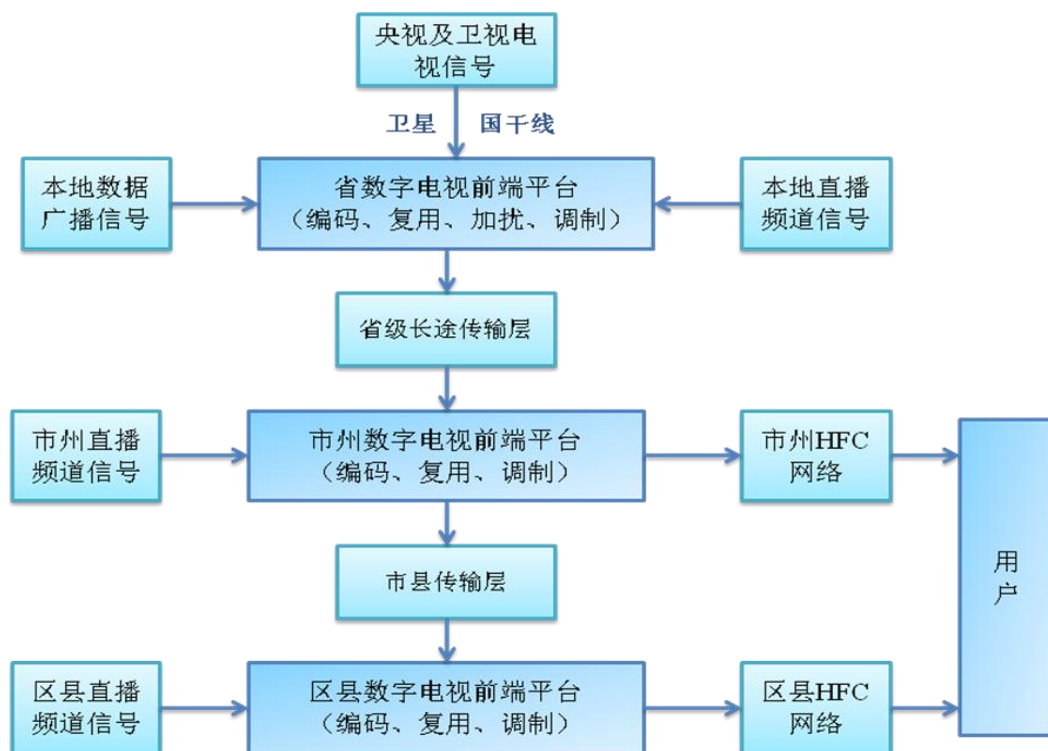 央视及卫视电
视信号
卫星 国干线
本地数据
广播信号
省数字电视前端平台
（编码、复用、加扰、调制）
本地直播
频道信号
省级长途传输层
市州直播
频道信号
市州数字电视前端平台
（编码、复用、调制）
市州HFC
网络
用
户
市县传输层
区县直播
频道信号
区县数字电视前端平台
（编码、复用、调制）
区县HFC
网络